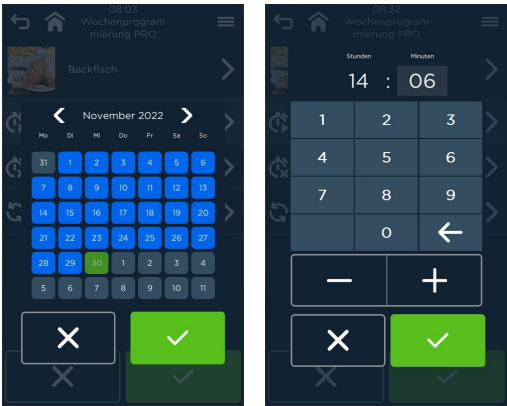 08:03
Wochenprogram
mierung PRO
Backfisch
November 2022
Mo Di Mi Do Fr Sa So
31 1 2 3 4 5 6
7 8 9 10 11 12 13
14 15 16 17 18 19 20
21 22 23 24 25 26 27
28 29 30 1 2 3 4
5 6 7 8 9 10 11
08:32
Wochenprogram
mierung PRO
Stunden Minuten
14 : 06
1 2 3
4 5 6
7 8 9
0